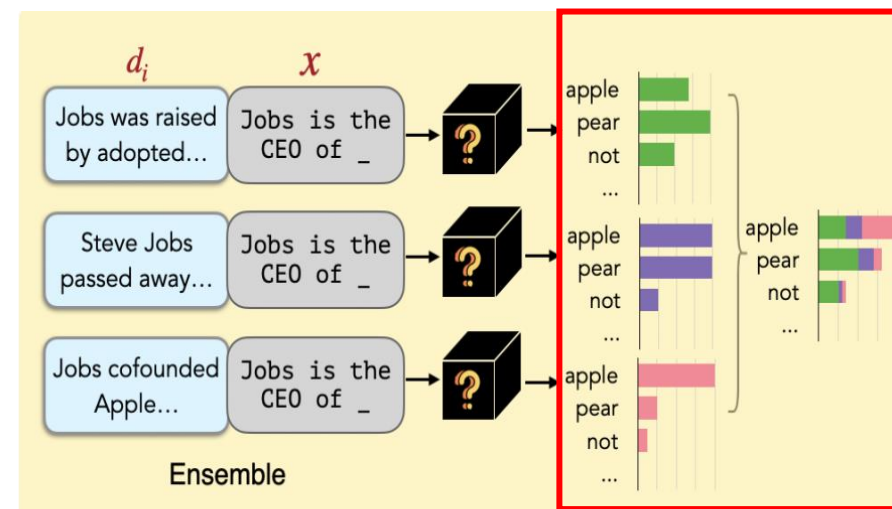 d_i
x
Jobs was raised
by adopted...
Jobs is the
CEO of _
?
apple
pear
not
...
Steve Jobs
passed away...
Jobs is the
CEO of _
?
apple
pear
not
...
apple
pear
not
...
Jobs cofounded
Apple...
Jobs is the
CEO of _
?
apple
pear
not
...
Ensemble